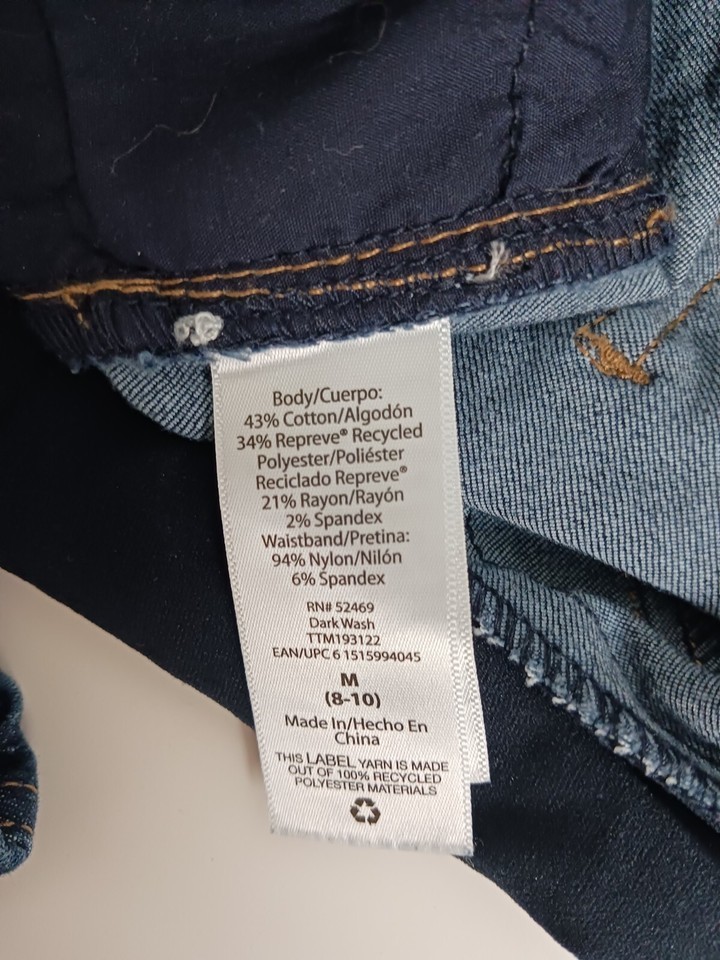 Body/Cuerpo:
43% Cotton/Algodón
34% Repreve® Recycled
Polyester/Poliéster
Reciclado Repreve®
21% Rayon/Rayón
2% Spandex
Waistband/Pretina:
94% Nylon/Nilón
6% Spandex
RN# 52469
Dark Wash
TTM193122
EAN/UPC 6 1515994045
M
(8-10)
Made In/Hecho En
China
THIS LABEL YARN IS MADE
OUT OF 100% RECYCLED
POLYESTER MATERIALS